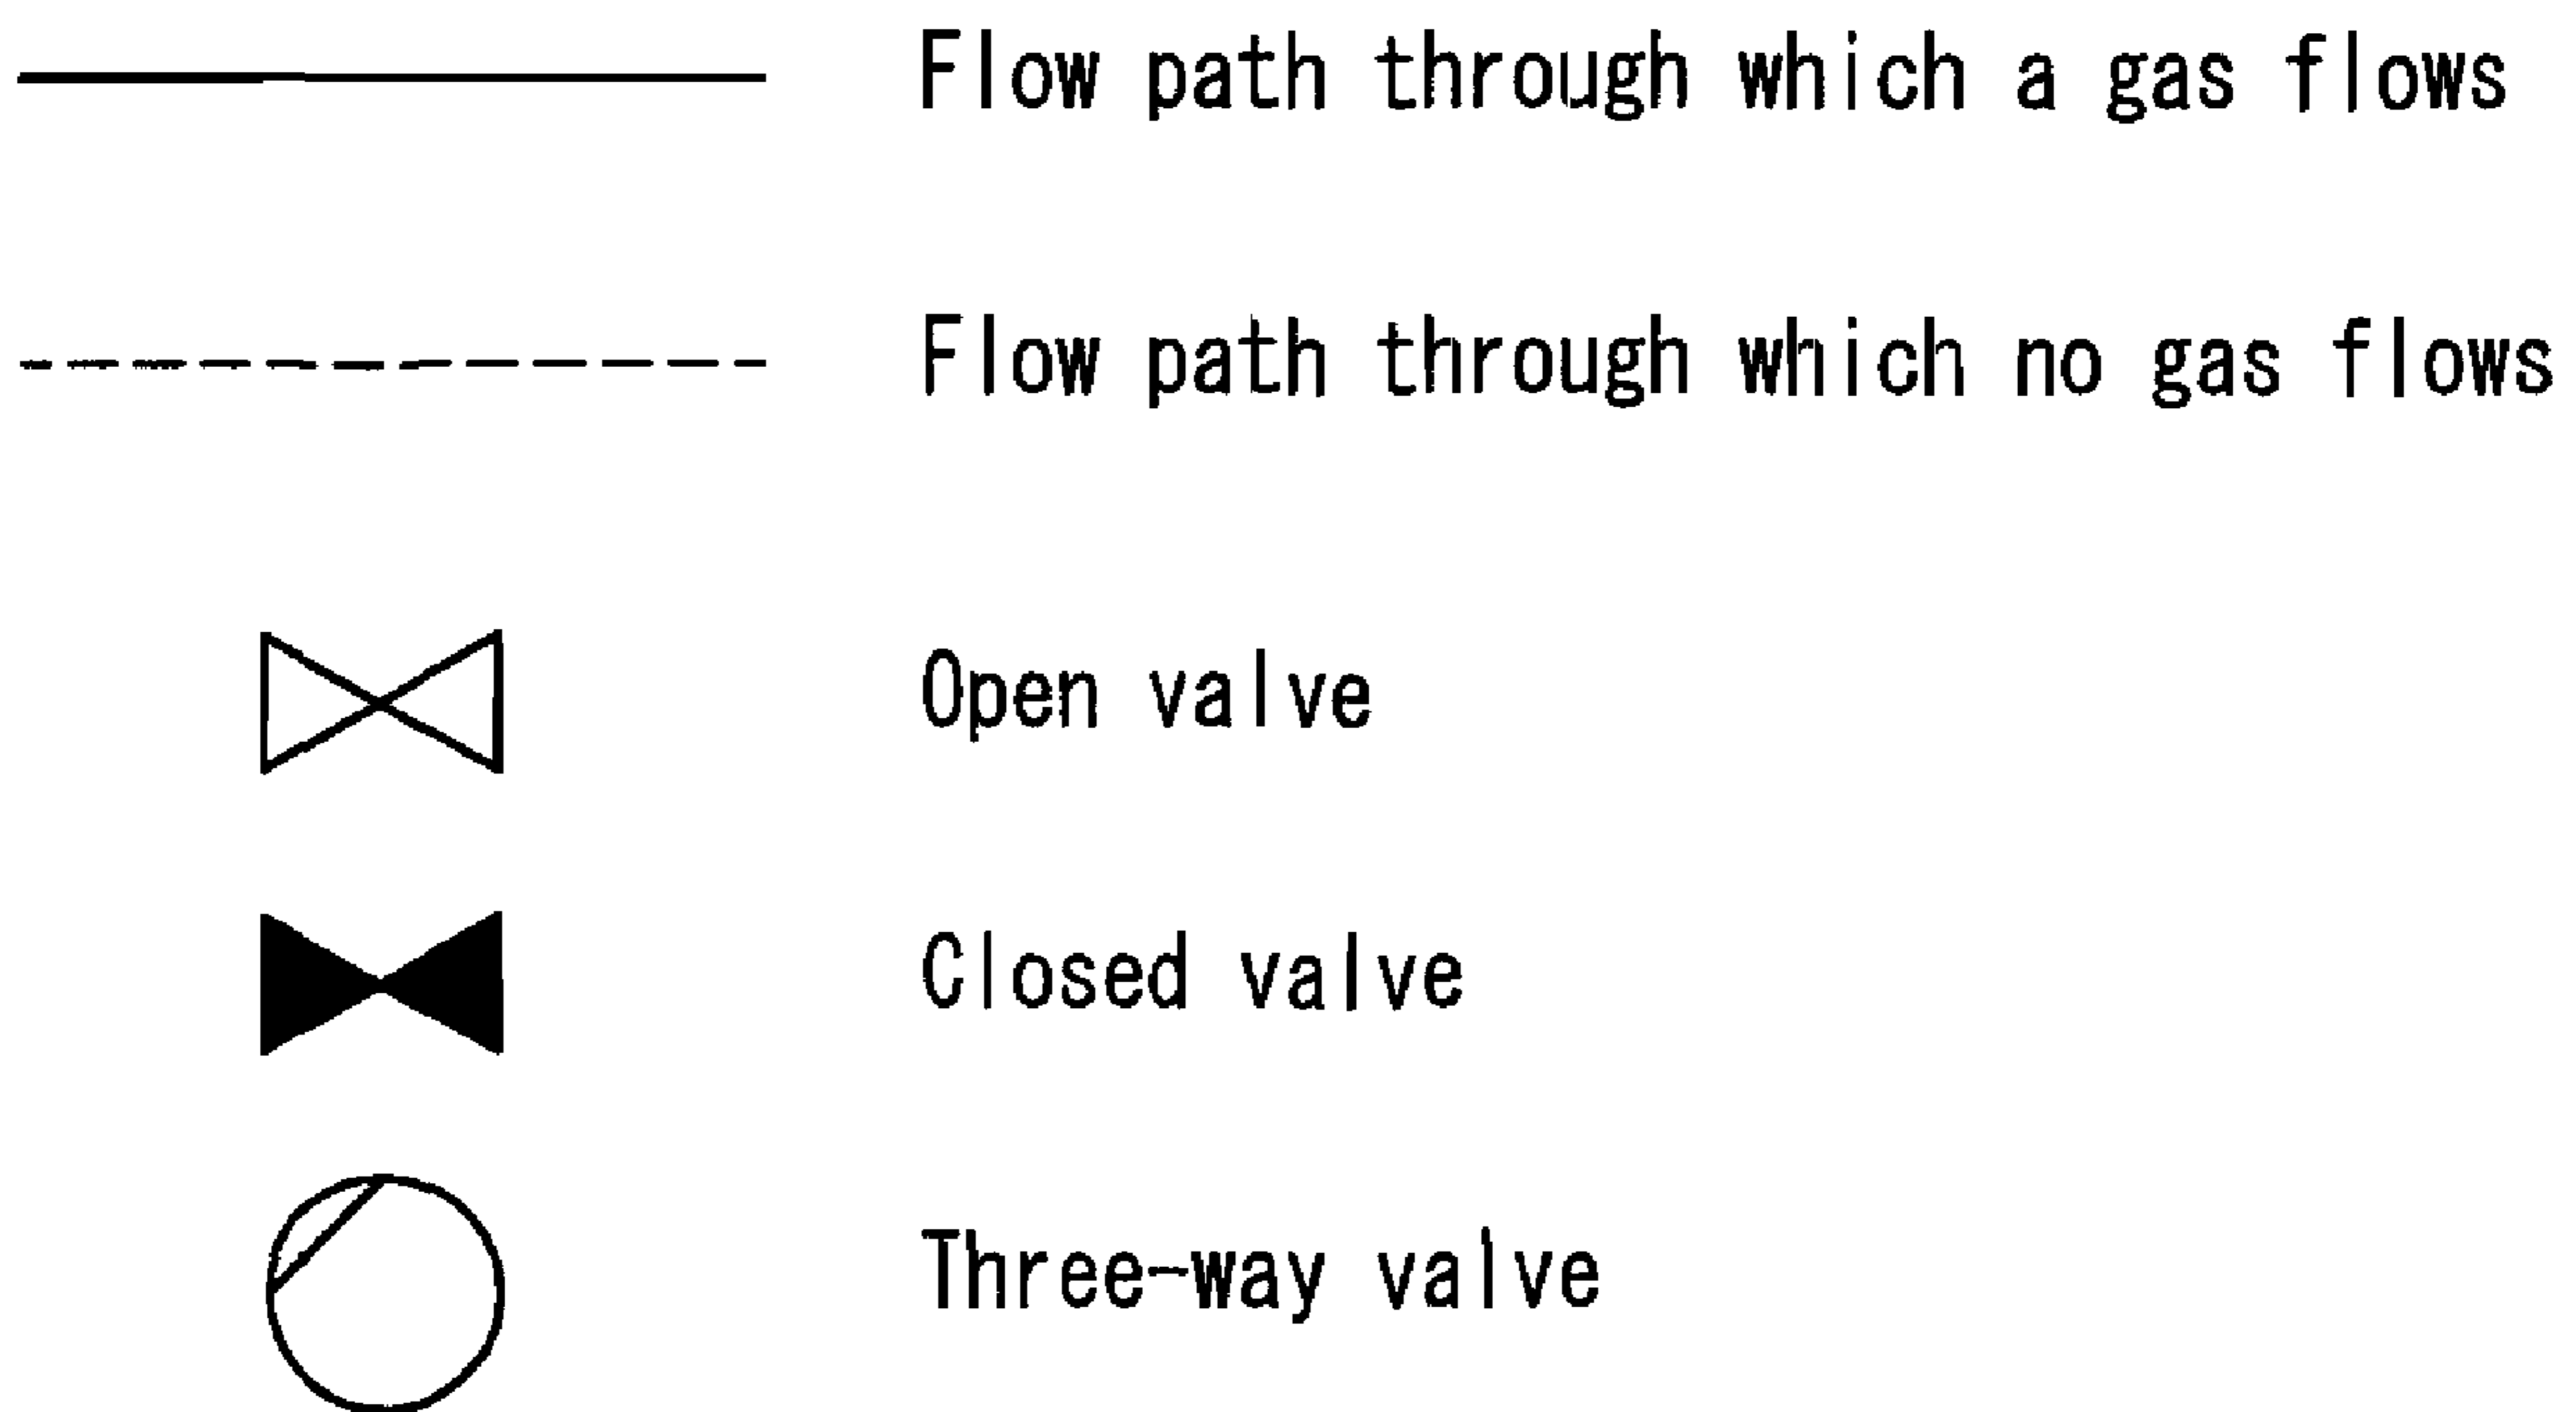 Flow path through which a gas flows
Flow path through which no gas flows
Open valve
Closed valve
Three-way valve